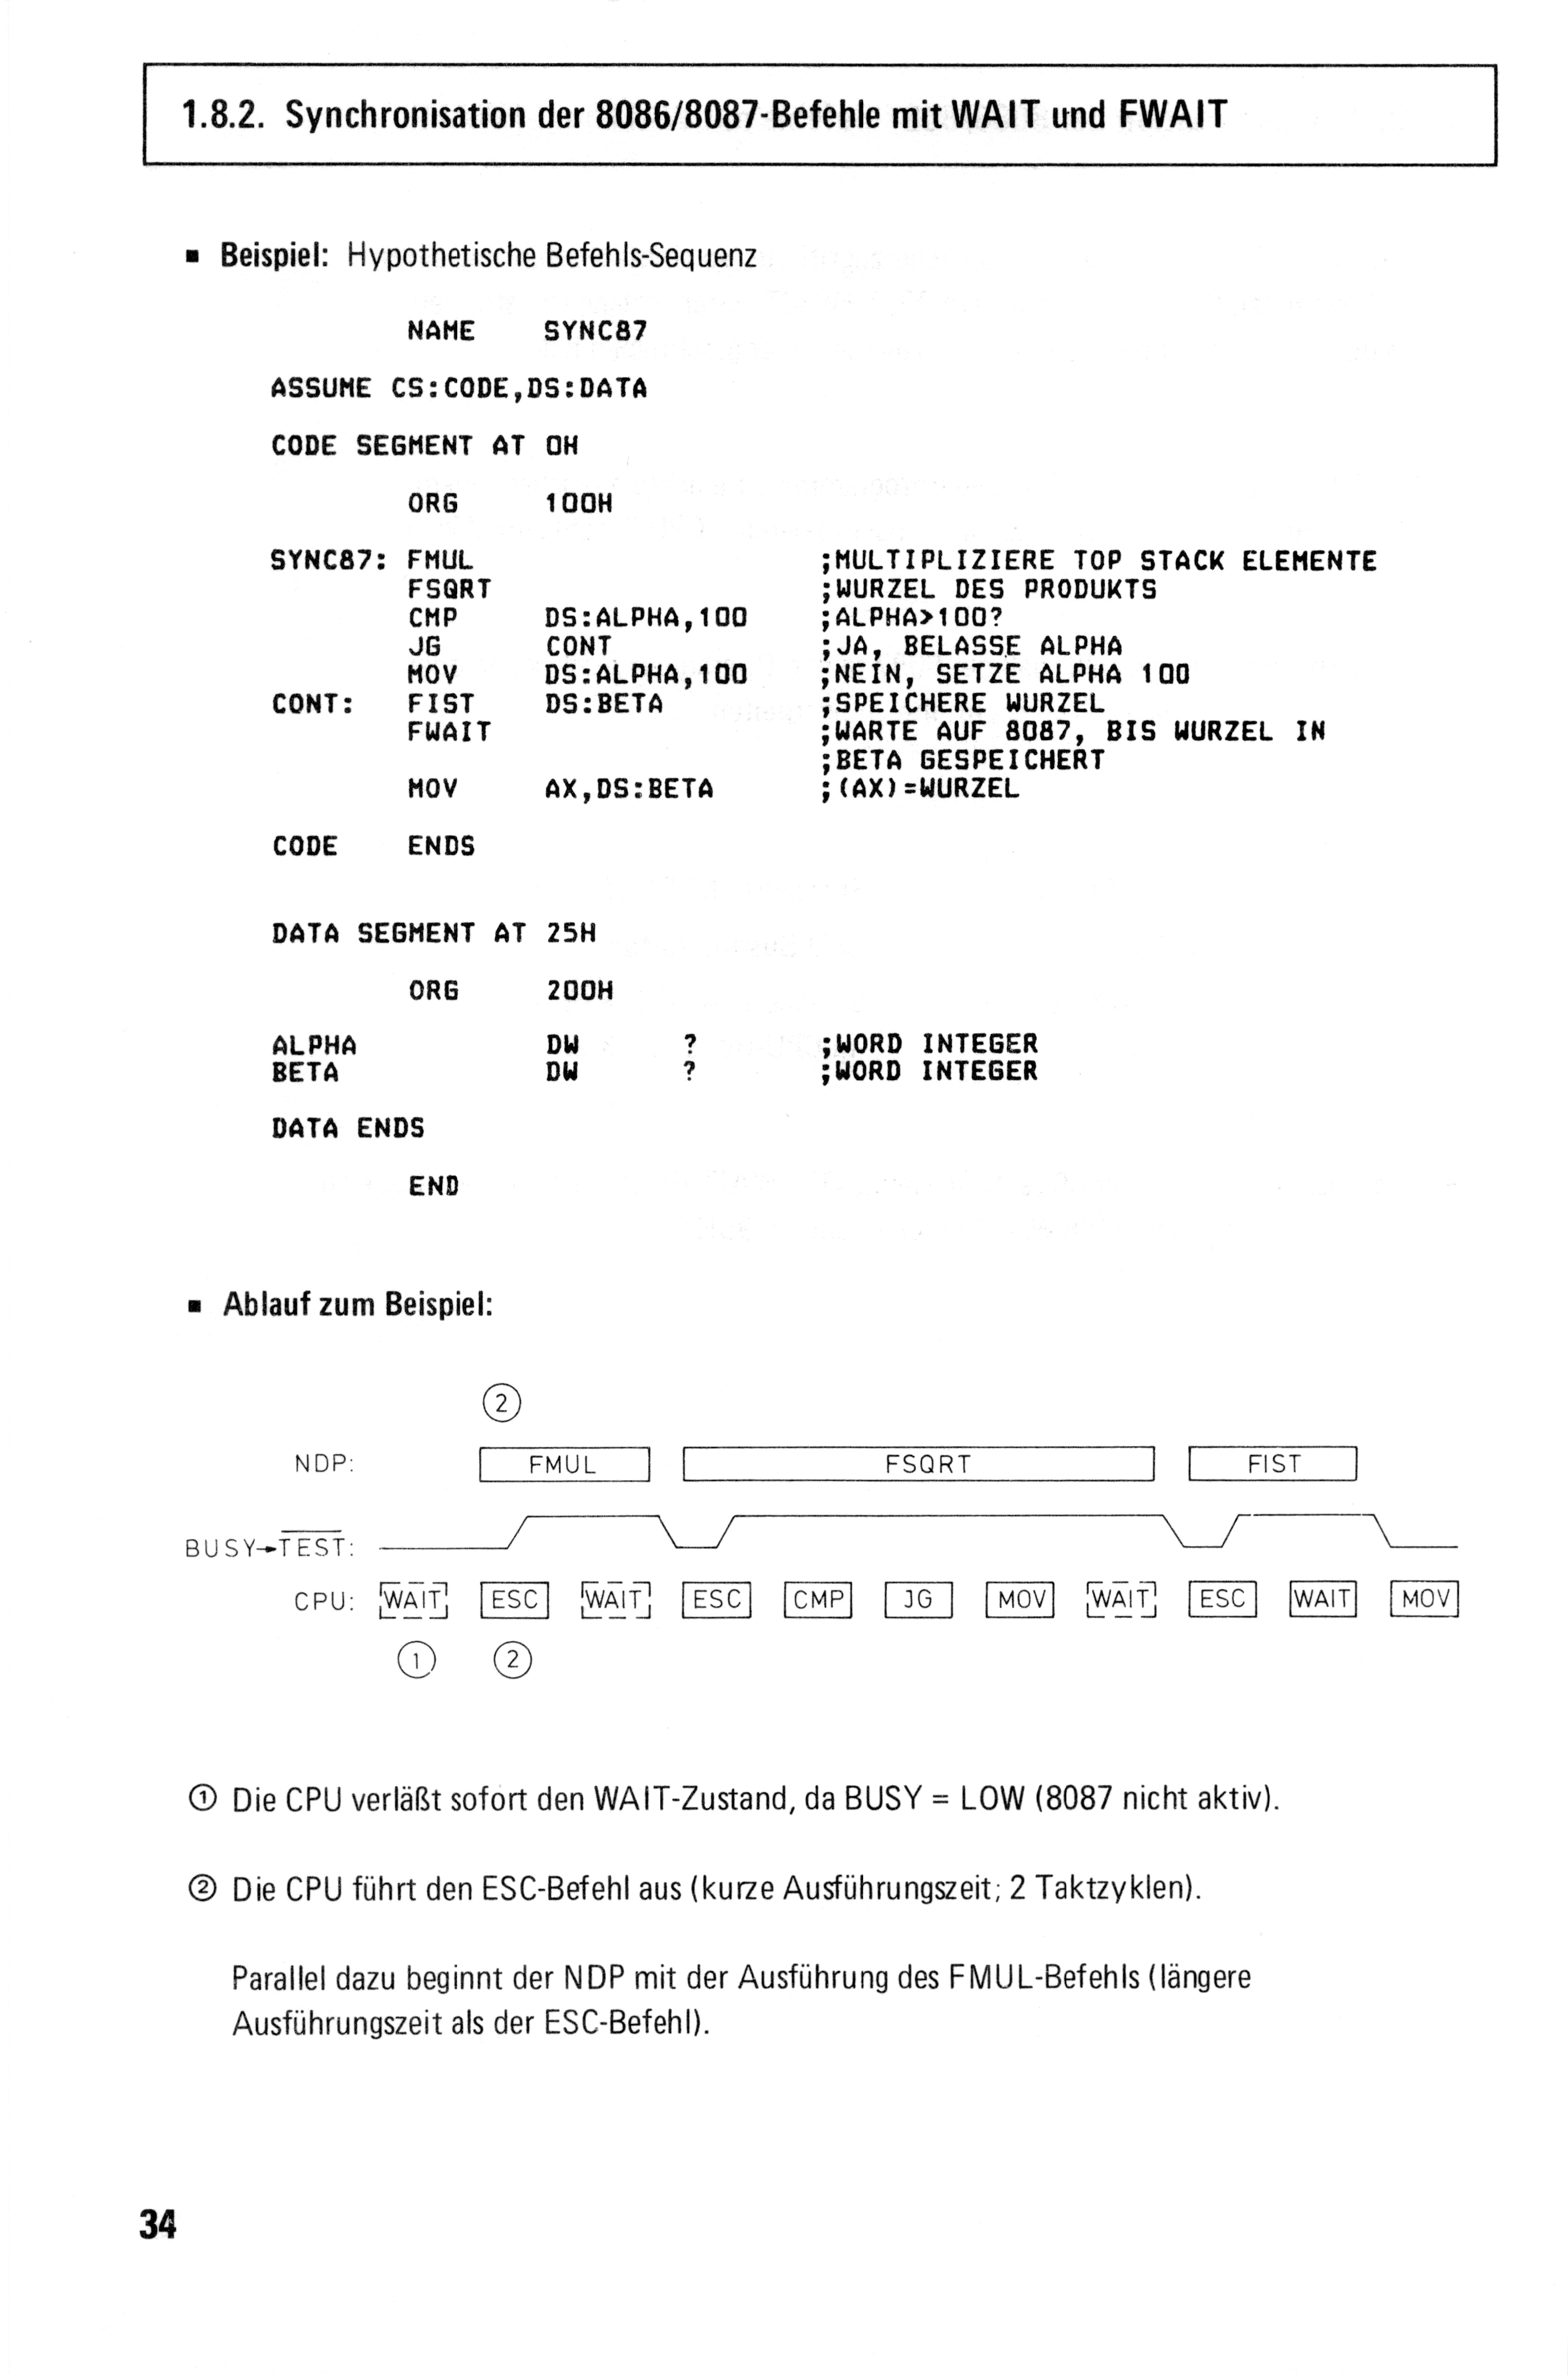 1.8.2. Synchronisation der 8086/8087-Befehle mit WAIT und FWAIT
▪ Beispiel: Hypothetische Befehls-Sequenz
NAME SYNC87
ASSUME CS:CODE,DS:DATA
CODE SEGMENT AT 0H
ORG 100H
SYNC87: FMUL ;MULTIPLIZIERE TOP STACK ELEMENTE
FSQRT ;WURZEL DES PRODUKTS
CMP DS:ALPHA,100 ;ALPHA>100?
JG CONT ;JA, BELASSE ALPHA
MOV DS:ALPHA,100 ;NEIN, SETZE ALPHA 100
CONT: FIST DS:BETA ;SPEICHERE WURZEL
FWAIT ;WARTE AUF 8087, BIS WURZEL IN
;BETA GESPEICHERT
MOV AX,DS:BETA ;(AX)=WURZEL
CODE ENDS
DATA SEGMENT AT 25H
ORG 200H
ALPHA DW ? ;WORD INTEGER
BETA DW ? ;WORD INTEGER
DATA ENDS
END
▪ Ablauf zum Beispiel:
②
NDP: FMUL FSQRT FIST
BUSY→TEST:
CPU: WAIT ESC WAIT ESC CMP JG MOV WAIT ESC WAIT MOV
① ②
① Die CPU verläßt sofort den WAIT-Zustand, da BUSY = LOW (8087 nicht aktiv).
② Die CPU führt den ESC-Befehl aus (kurze Ausführungszeit; 2 Taktzyklen).
Parallel dazu beginnt der NDP mit der Ausführung des FMUL-Befehls (längere
Ausführungszeit als der ESC-Befehl).
34